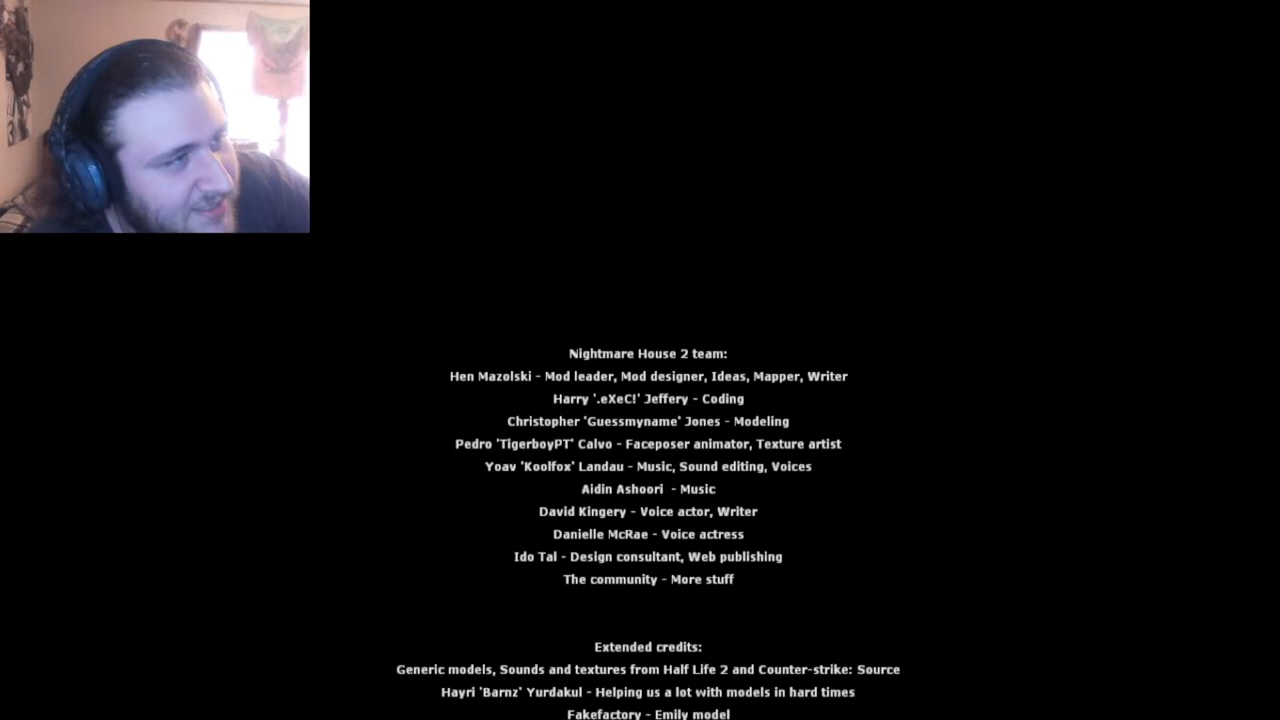 Nightmare House 2 team:
Hen Mazolski - Mod leader, Mod designer, Ideas, Mapper, Writer
Harry '.eXeC!' Jeffery - Coding
Christopher 'Guessmyname' Jones - Modeling
Pedro 'TigerboyPT' Calvo - Faceposer animator, Texture artist
Yoav 'Koolfox' Landau - Music, Sound editing, Voices
Aidin Ashoori - Music
David Kingery - Voice actor, Writer
Danielle McRae - Voice actress
Ido Tal - Design consultant, Web publishing
The community - More stuff
Extended credits:
Generic models, Sounds and textures from Half Life 2 and Counter-strike: Source
Hayri 'Barnz' Yurdakul - Helping us a lot with models in hard times
Fakefactory - Emily model